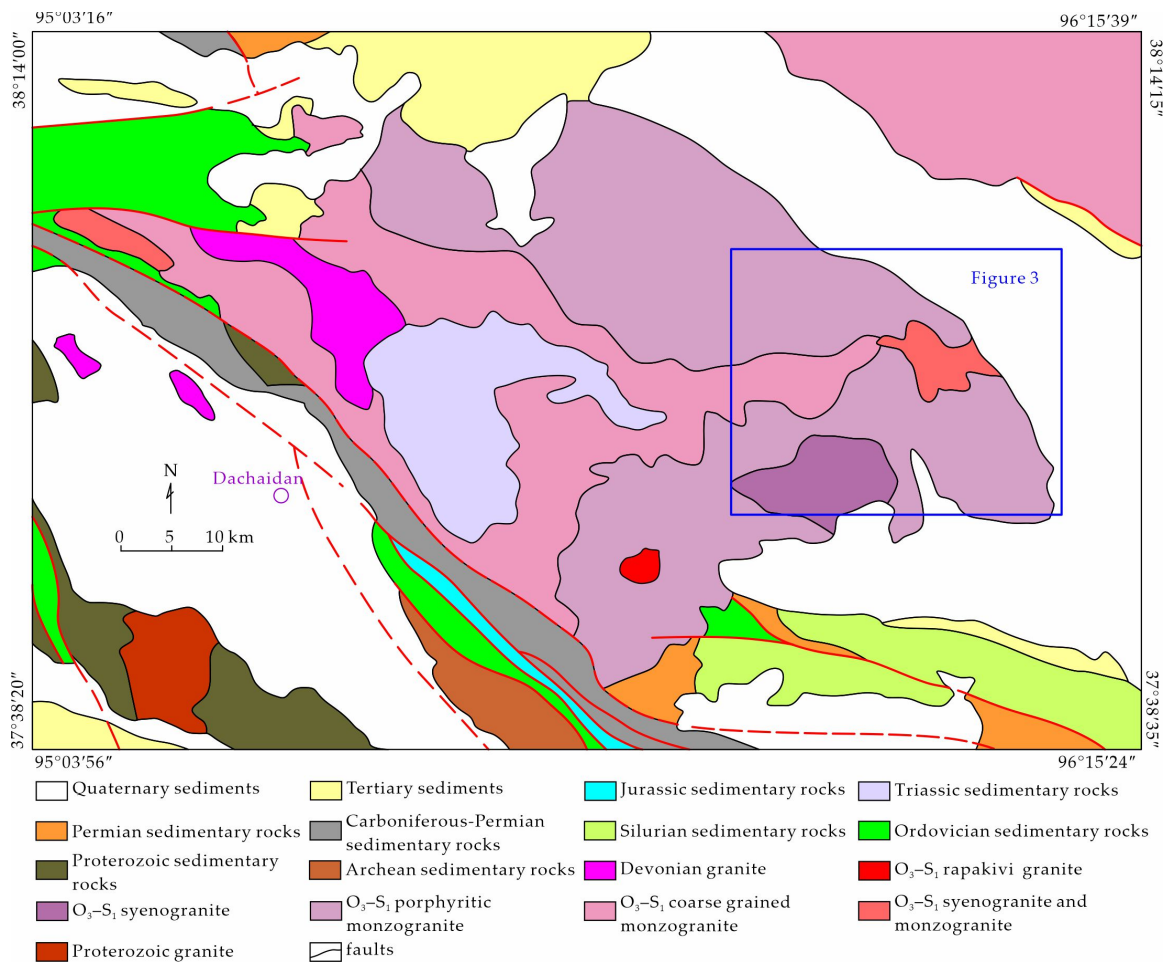 95°03′16″
96°15′39″
38°14′00″
38°14′15″
Figure 3
N
Dachaidan
0 5 10 km
37°38′20″
37°38′35″
95°03′56″
96°15′24″
Quaternary sediments
Tertiary sediments
Jurassic sedimentary rocks
Triassic sedimentary rocks
Permian sedimentary rocks
Carboniferous-Permian
sedimentary rocks
Silurian sedimentary rocks
Ordovician sedimentary rocks
Proterozoic sedimentary
rocks
Archean sedimentary rocks
Devonian granite
O₃–S₁ rapakivi granite
O₃–S₁ syenogranite
O₃–S₁ porphyritic
monzogranite
O₃–S₁ coarse grained
monzogranite
O₃–S₁ syenogranite and
monzogranite
Proterozoic granite
faults